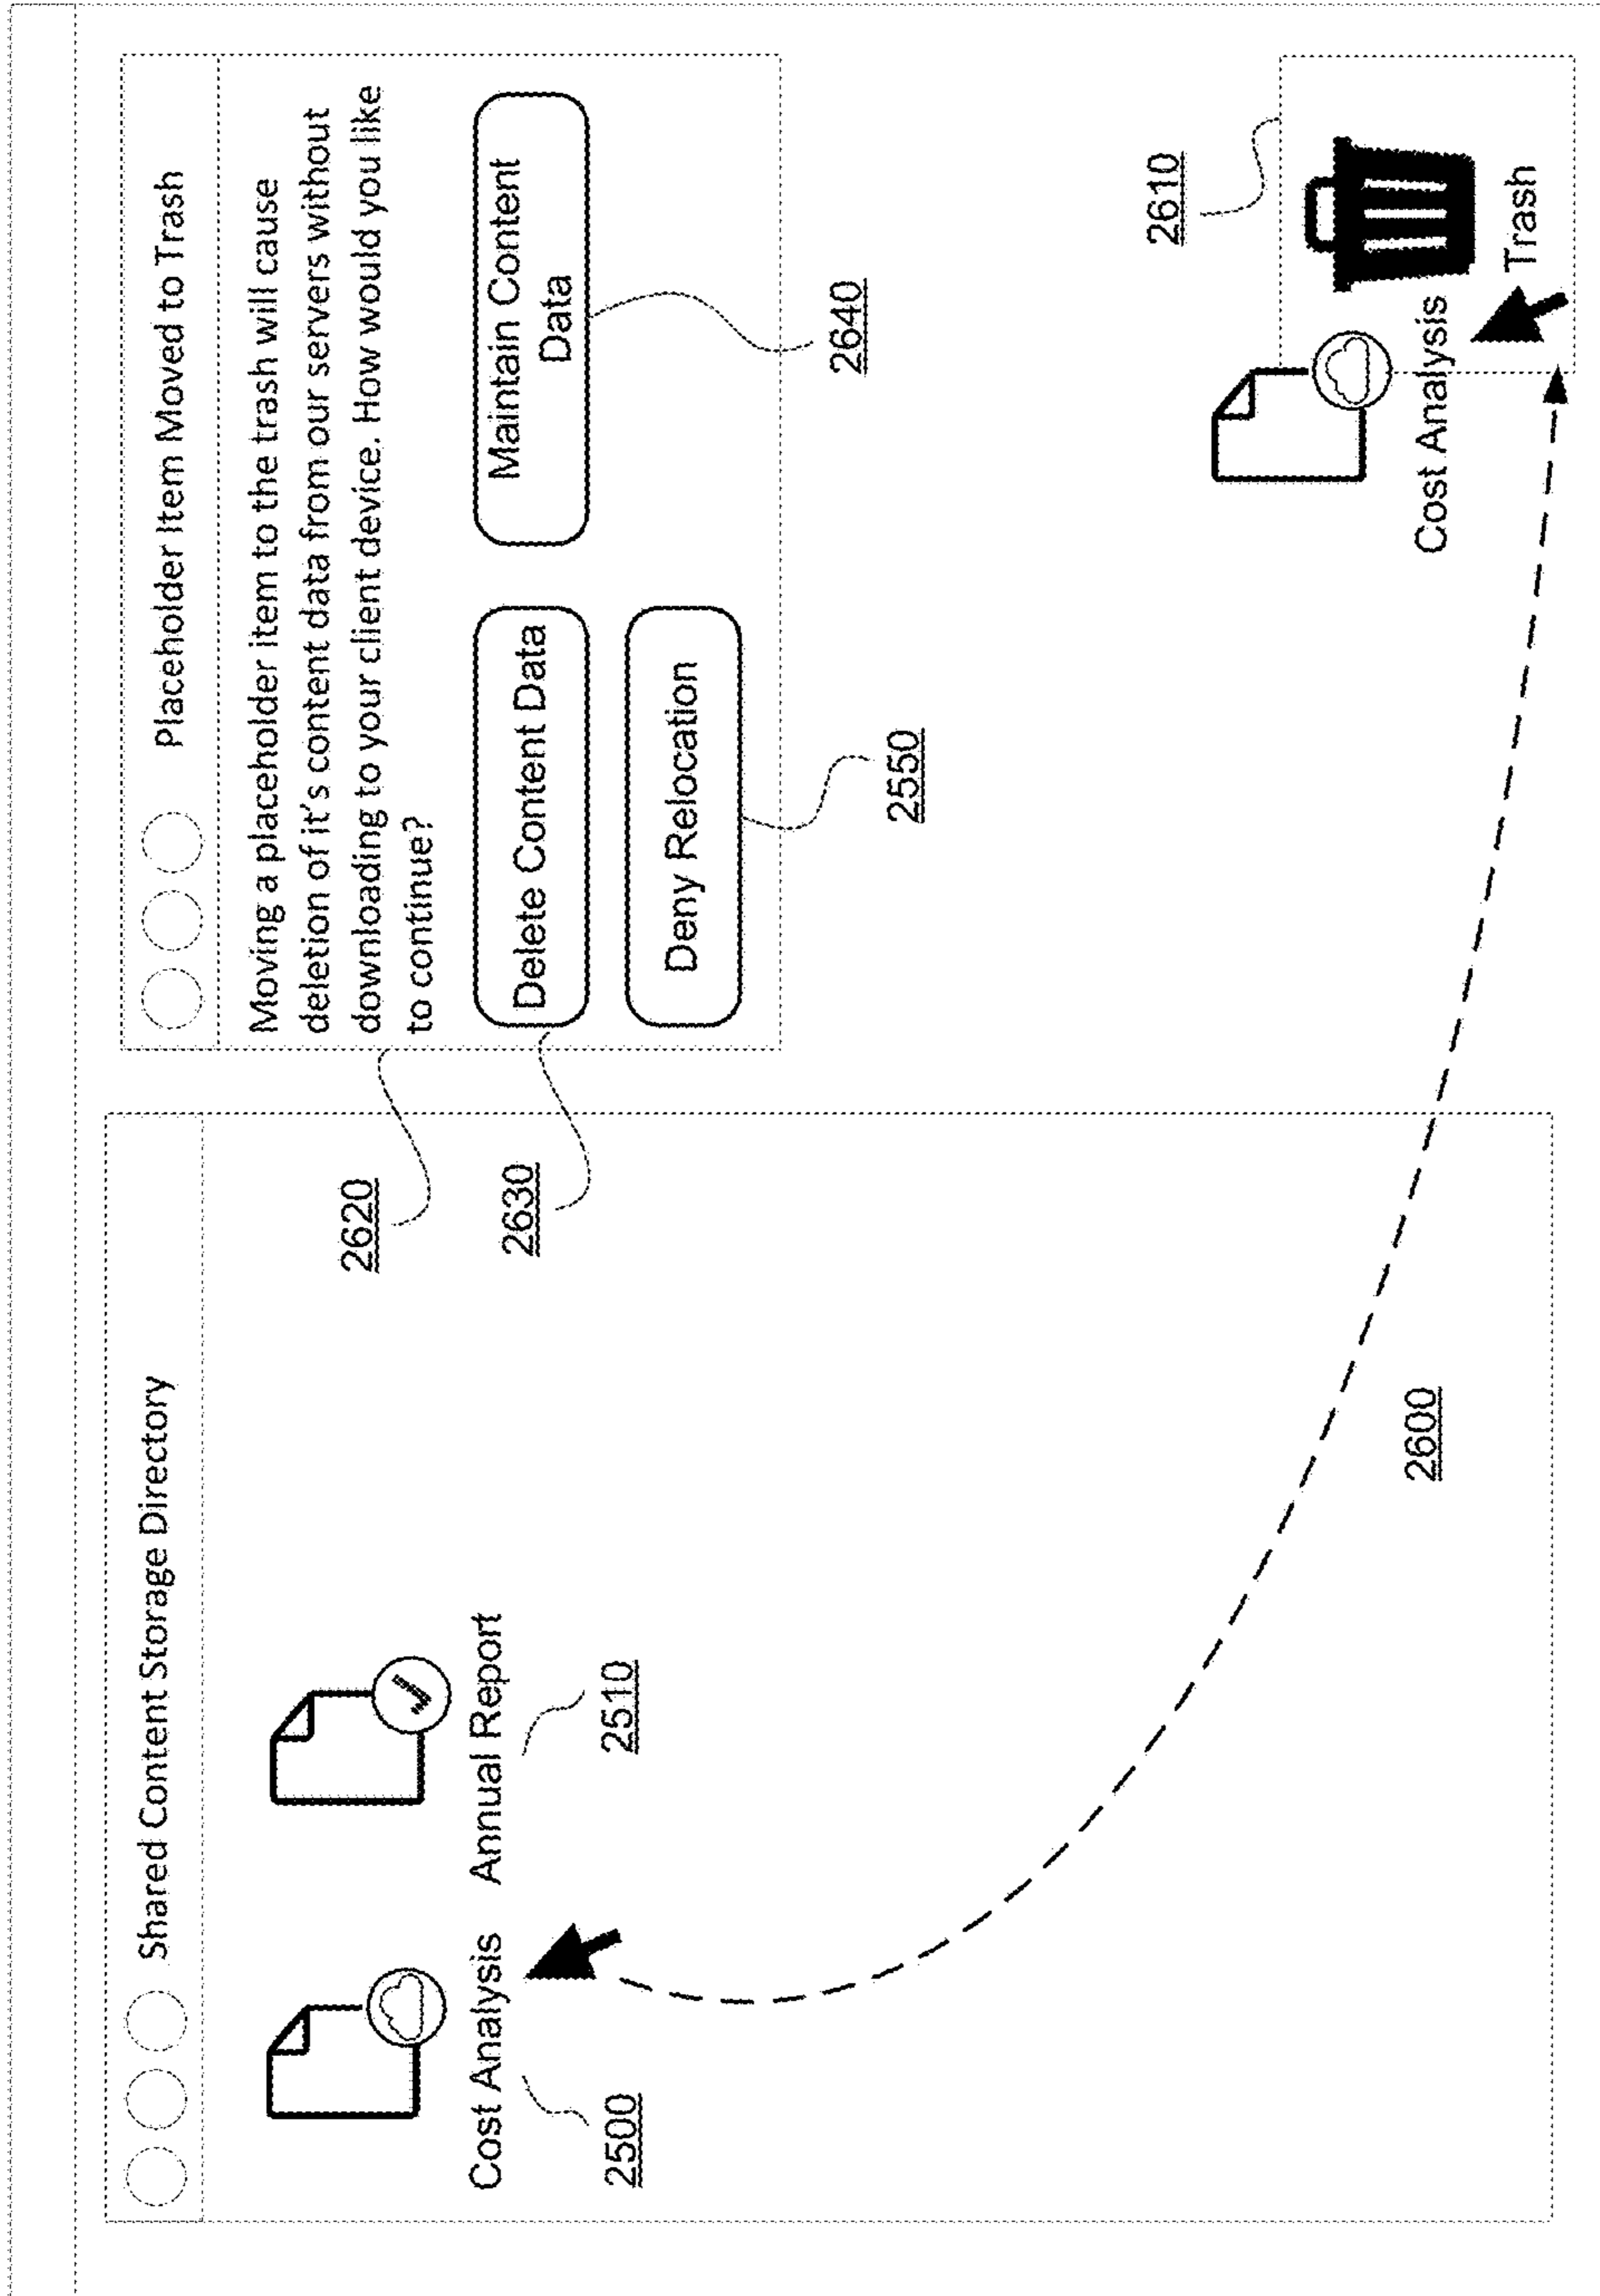 Shared Content Storage Directory
Cost Analysis
2500
Annual Report
2510
2600
Placeholder Item Moved to Trash
Moving a placeholder item to the trash will cause
deletion of it's content data from our servers without
downloading to your client device. How would you like
to continue?
2620
Delete Content Data
2630
Maintain Content
Data
2640
Deny Relocation
2550
2610
Cost Analysis
Trash